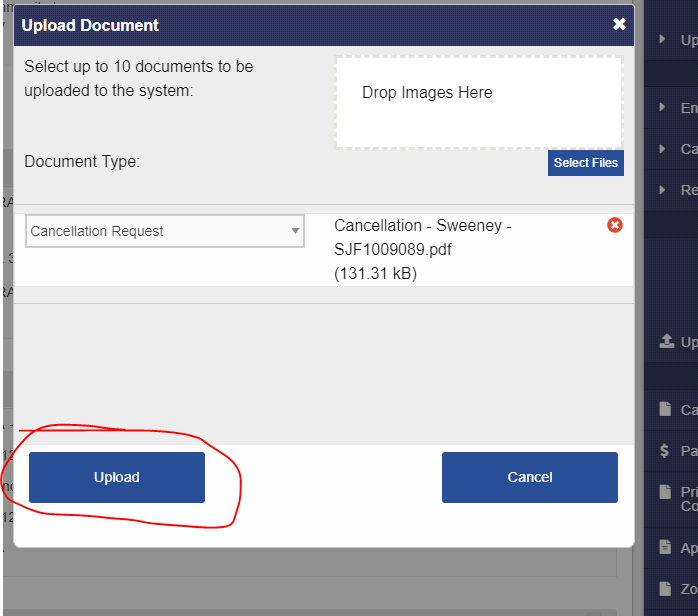 Upload Document
Select up to 10 documents to be
uploaded to the system:
Drop Images Here
Document Type:
Select Files
Cancellation Request
Cancellation - Sweeney -
SJF1009089.pdf
(131.31 kB)
Upload
Cancel
Up
En
Ca
Re
Up
Ca
$ Pa
Pri
Co
Ap
Zo